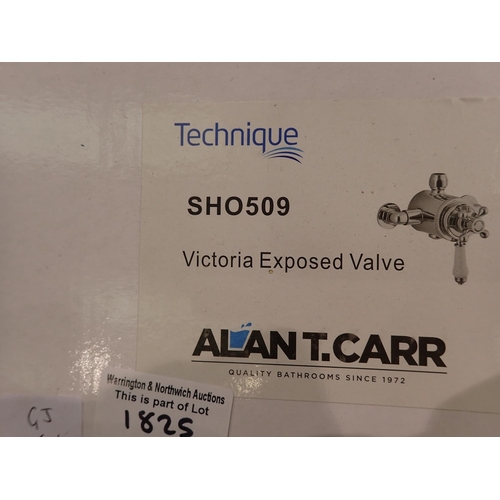 Technique
SHO509
Victoria Exposed Valve
ALAN T.CARR
QUALITY BATHROOMS SINCE 1972
Warrington & Northwich Auctions
This is part of Lot
1825
GJ